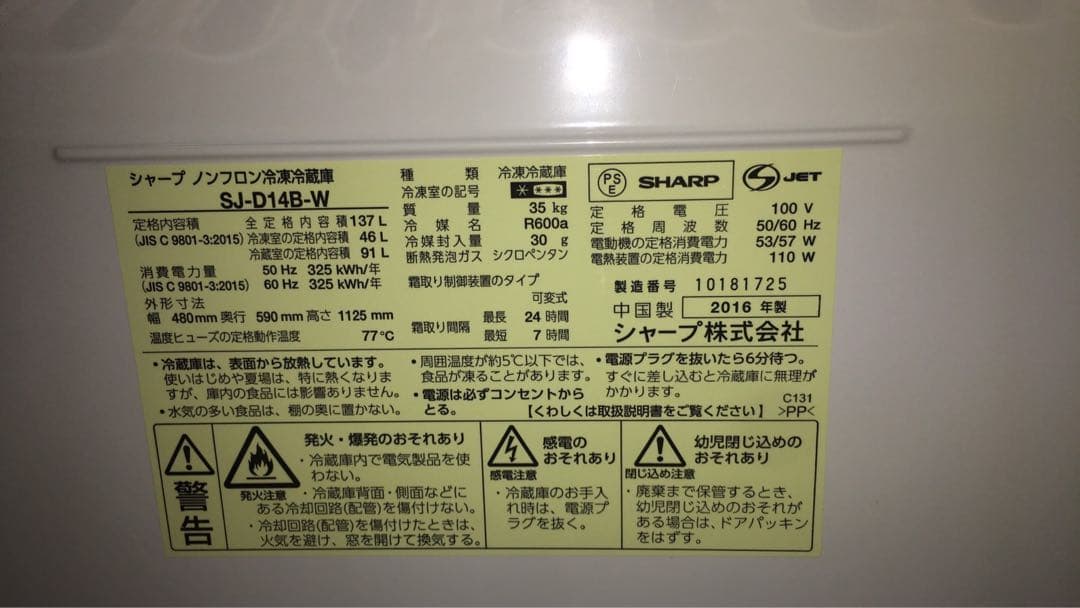 シャープ ノンフロン冷凍冷蔵庫
SJ-D14B-W
定格内容積 全定格内容積 137 L
(JIS C 9801-3:2015) 冷凍室の定格内容積 46 L
冷蔵室の定格内容積 91 L
消費電力量 50 Hz 325 kWh/年
(JIS C 9801-3:2015) 60 Hz 325 kWh/年
外形寸法
幅 480mm 奥行 590mm 高さ 1125 mm
温度ヒューズの定格動作温度 77℃
種類 冷凍冷蔵庫
冷凍室の記号 * ***
質量 35 kg
冷媒名 R600a
冷媒封入量 30 g
断熱発泡ガス シクロペンタン
霜取り制御装置のタイプ
可変式
霜取り間隔 最長 24 時間
最短 7 時間
PSE SHARP S JET
定格電圧 100 V
定格周波数 50/60 Hz
電動機の定格消費電力 53/57 W
電熱装置の定格消費電力 110 W
製造番号 10181725
中国製 2016 年製
シャープ株式会社
・冷蔵庫は、表面から放熱しています。
使いはじめや夏場は、特に熱くなりま
すが、庫内の食品には影響ありません。
・水気の多い食品は、棚の奥に置かない。
・周囲温度が約5℃以下では、
食品が凍ることがあります。
・電源は必ずコンセントから
とる。
・電源プラグを抜いたら6分待つ。
すぐに差し込むと冷蔵庫に無理が
かかります。
【くわしくは取扱説明書をご覧ください】
C131
>PP<
警告
発火・爆発のおそれあり
発火注意
・冷蔵庫内で電気製品を使
わない。
・冷蔵庫背面・側面などに
ある冷却回路(配管)を傷付けない。
・冷却回路(配管)を傷付けたときは、
火気を避け、窓を開けて換気する。
感電の
おそれあり
感電注意
・冷蔵庫のお手入
れ時は、電源プ
ラグを抜く。
幼児閉じ込めの
おそれあり
閉じ込め注意
・廃棄まで保管するとき、
幼児閉じ込めのおそれが
ある場合は、ドアパッキン
をはずす。